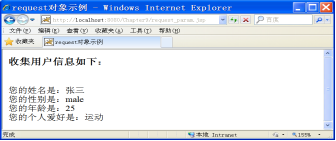 request对象示例 - Windows Internet Explorer
http://localhost:8080/Chapter8/request_param.jsp
文件(F) 编辑(E) 查看(V) 收藏夹(A) 工具(T) 帮助(H)
收藏夹 request对象示例
收集用户信息如下：
您的姓名是：张三
您的性别是：male
您的年龄是：25
您的个人爱好是：运动
完成 本地 Intranet 155%